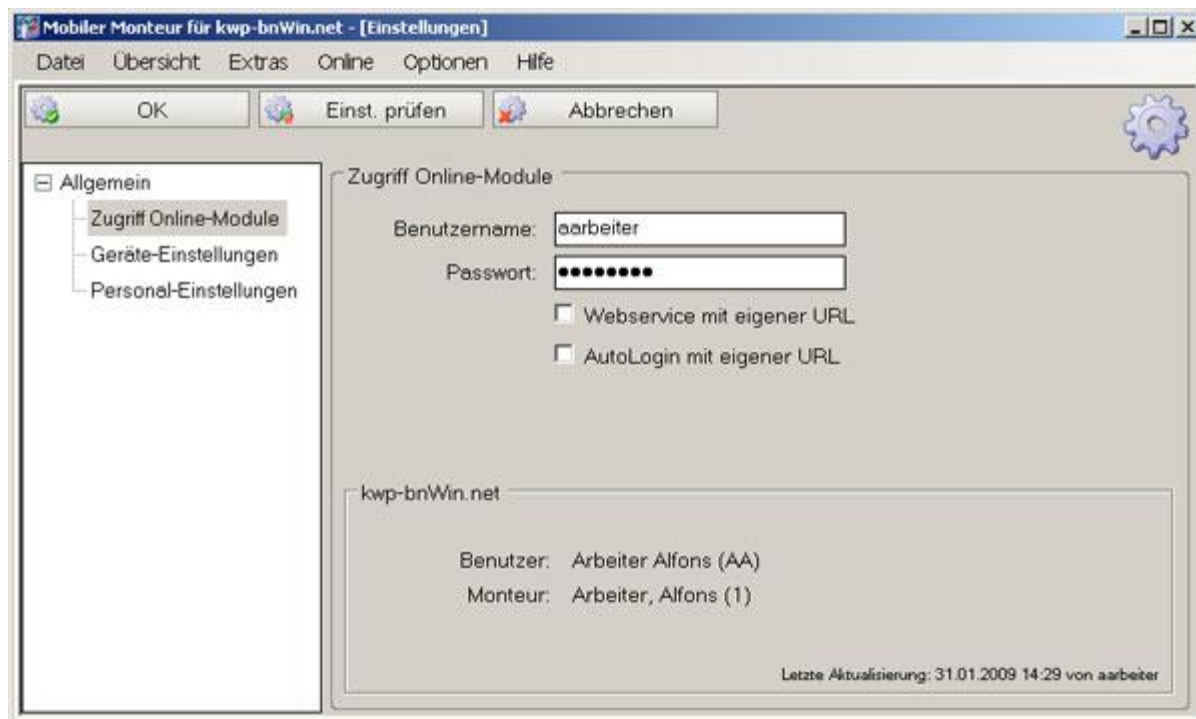 Mobiler Monteur für kwp-bnWin.net - [Einstellungen]
Datei Übersicht Extras Online Optionen Hilfe
OK Einst. prüfen Abbrechen
Allgemein
Zugriff Online-Module
Geräte-Einstellungen
Personal-Einstellungen
Zugriff Online-Module
Benutzername: aarbeiter
Passwort: ●●●●●●●●
Webservice mit eigener URL
AutoLogin mit eigener URL
kwp-bnWin.net
Benutzer: Arbeiter Alfons (AA)
Monteur: Arbeiter, Alfons (1)
Letzte Aktualisierung: 31.01.2009 14:29 von aarbeiter